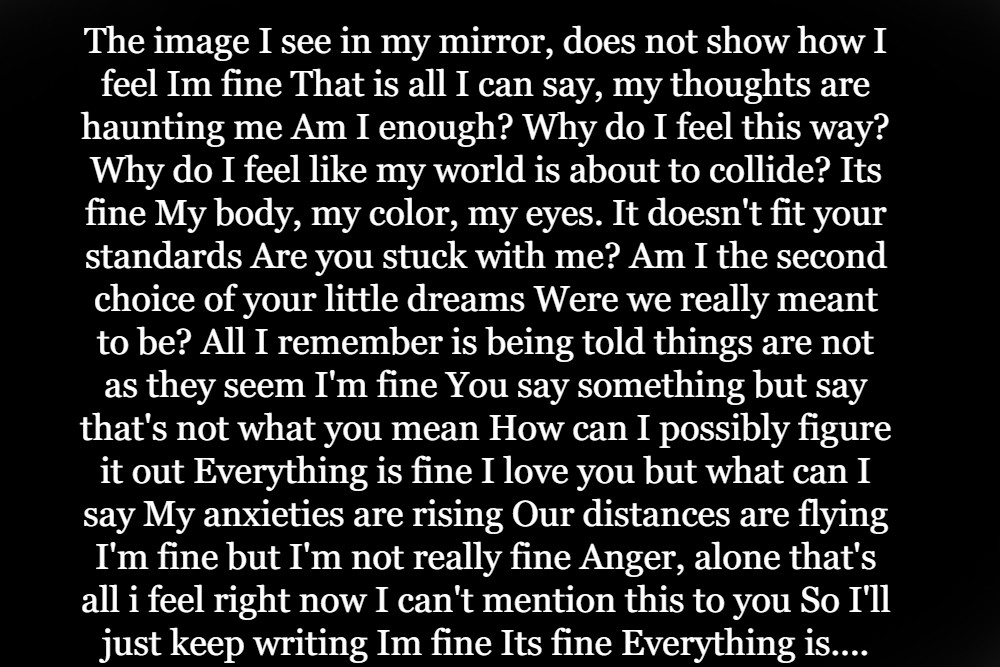 The image I see in my mirror, does not show how I
feel Im fine That is all I can say, my thoughts are
haunting me Am I enough? Why do I feel this way?
Why do I feel like my world is about to collide? Its
fine My body, my color, my eyes. It doesn't fit your
standards Are you stuck with me? Am I the second
choice of your little dreams Were we really meant
to be? All I remember is being told things are not
as they seem I'm fine You say something but say
that's not what you mean How can I possibly figure
it out Everything is fine I love you but what can I
say My anxieties are rising Our distances are flying
I'm fine but I'm not really fine Anger, alone that's
all i feel right now I can't mention this to you So I'll
just keep writing Im fine Its fine Everything is....